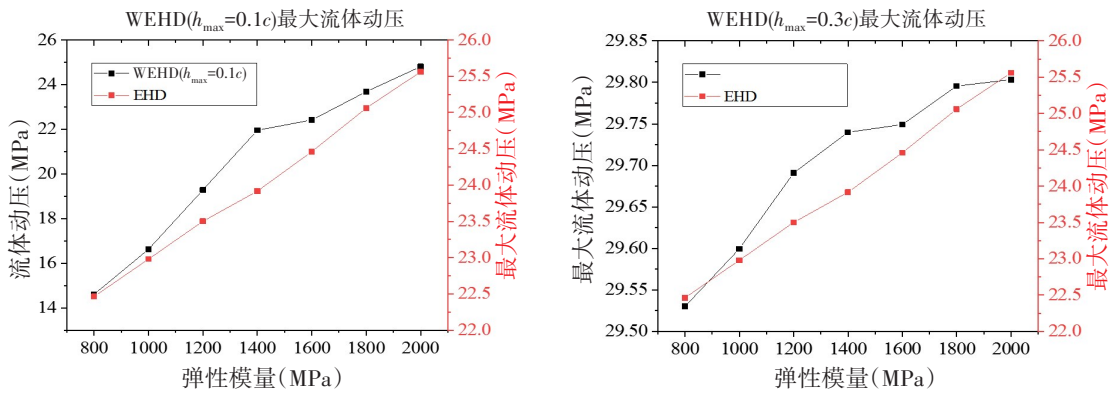 WEHD(hmax=0.1c)最大流体动压
26
24
22
20
18
16
14
流体动压(MPa)
WEHD(hmax=0.1c)
EHD
26.0
25.5
25.0
24.5
24.0
23.5
23.0
22.5
22.0
最大流体动压(MPa)
800 1000 1200 1400 1600 1800 2000
弹性模量(MPa)
WEHD(hmax=0.3c)最大流体动压
29.85
29.80
29.75
29.70
29.65
29.60
29.55
29.50
最大流体动压(MPa)
EHD
26.0
25.5
25.0
24.5
24.0
23.5
23.0
22.5
22.0
最大流体动压(MPa)
800 1000 1200 1400 1600 1800 2000
弹性模量(MPa)